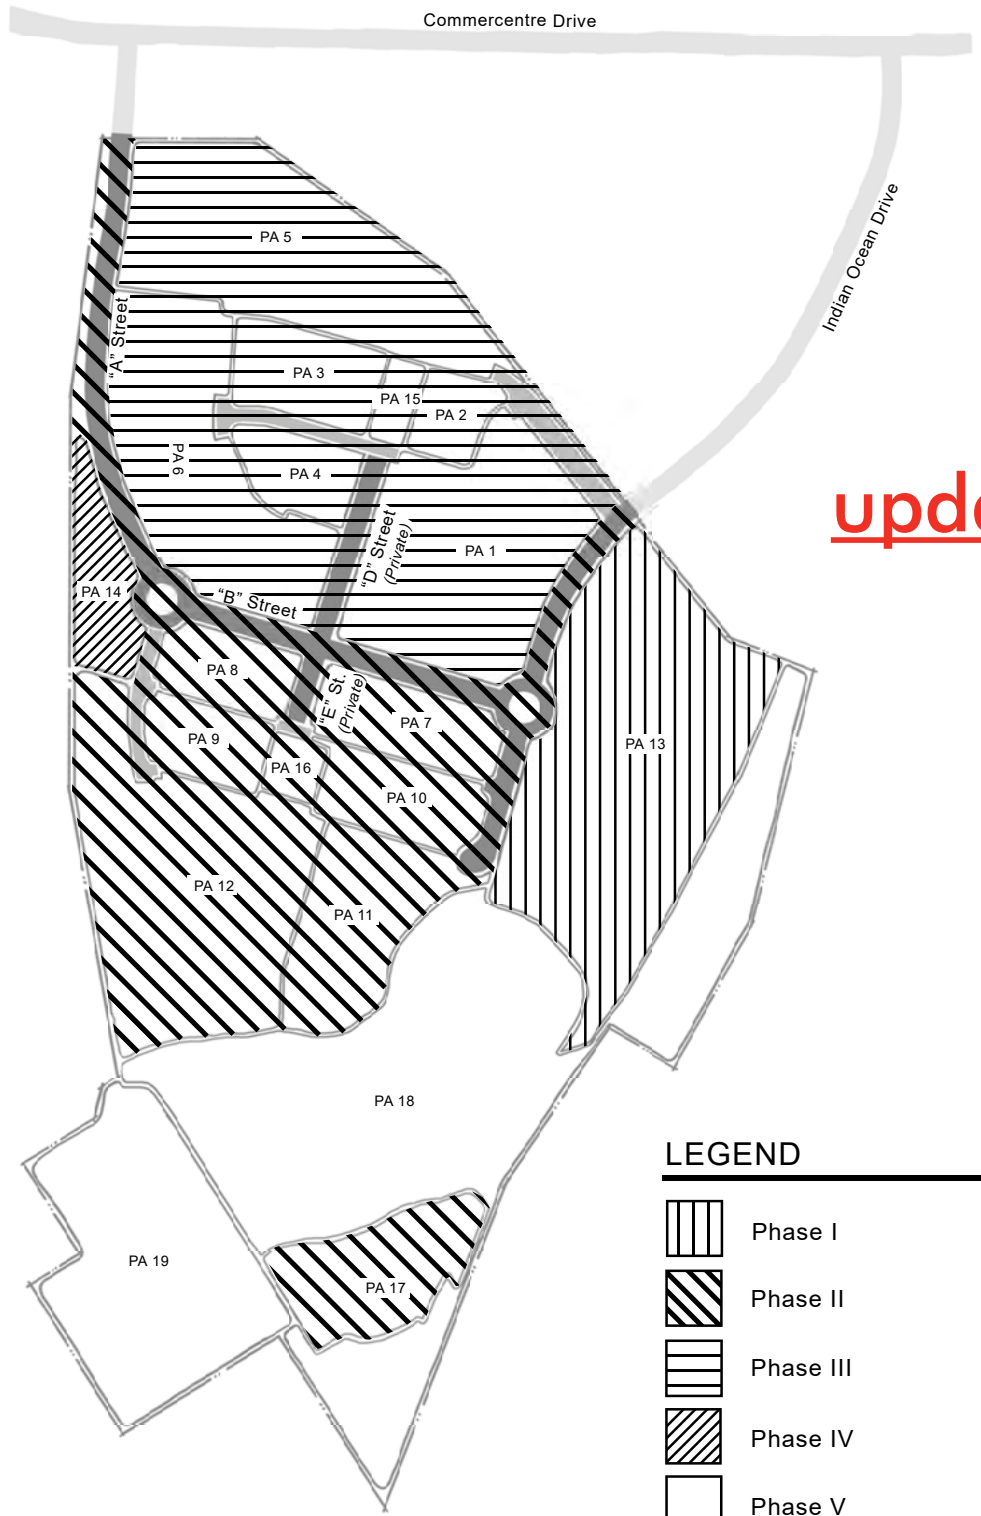 Commercentre Drive
Indian Ocean Drive
PA 5
"A" Street
PA 3
PA 15
PA 2
PA 6
PA 4
"D" Street
(Private)
PA 1
PA 14
"B" Street
PA 8
"E" St.
(Private)
PA 7
PA 9
PA 16
PA 13
PA 10
PA 12
PA 11
PA 18
PA 19
PA 17
LEGEND
Phase I
Phase II
Phase III
Phase IV
Phase V